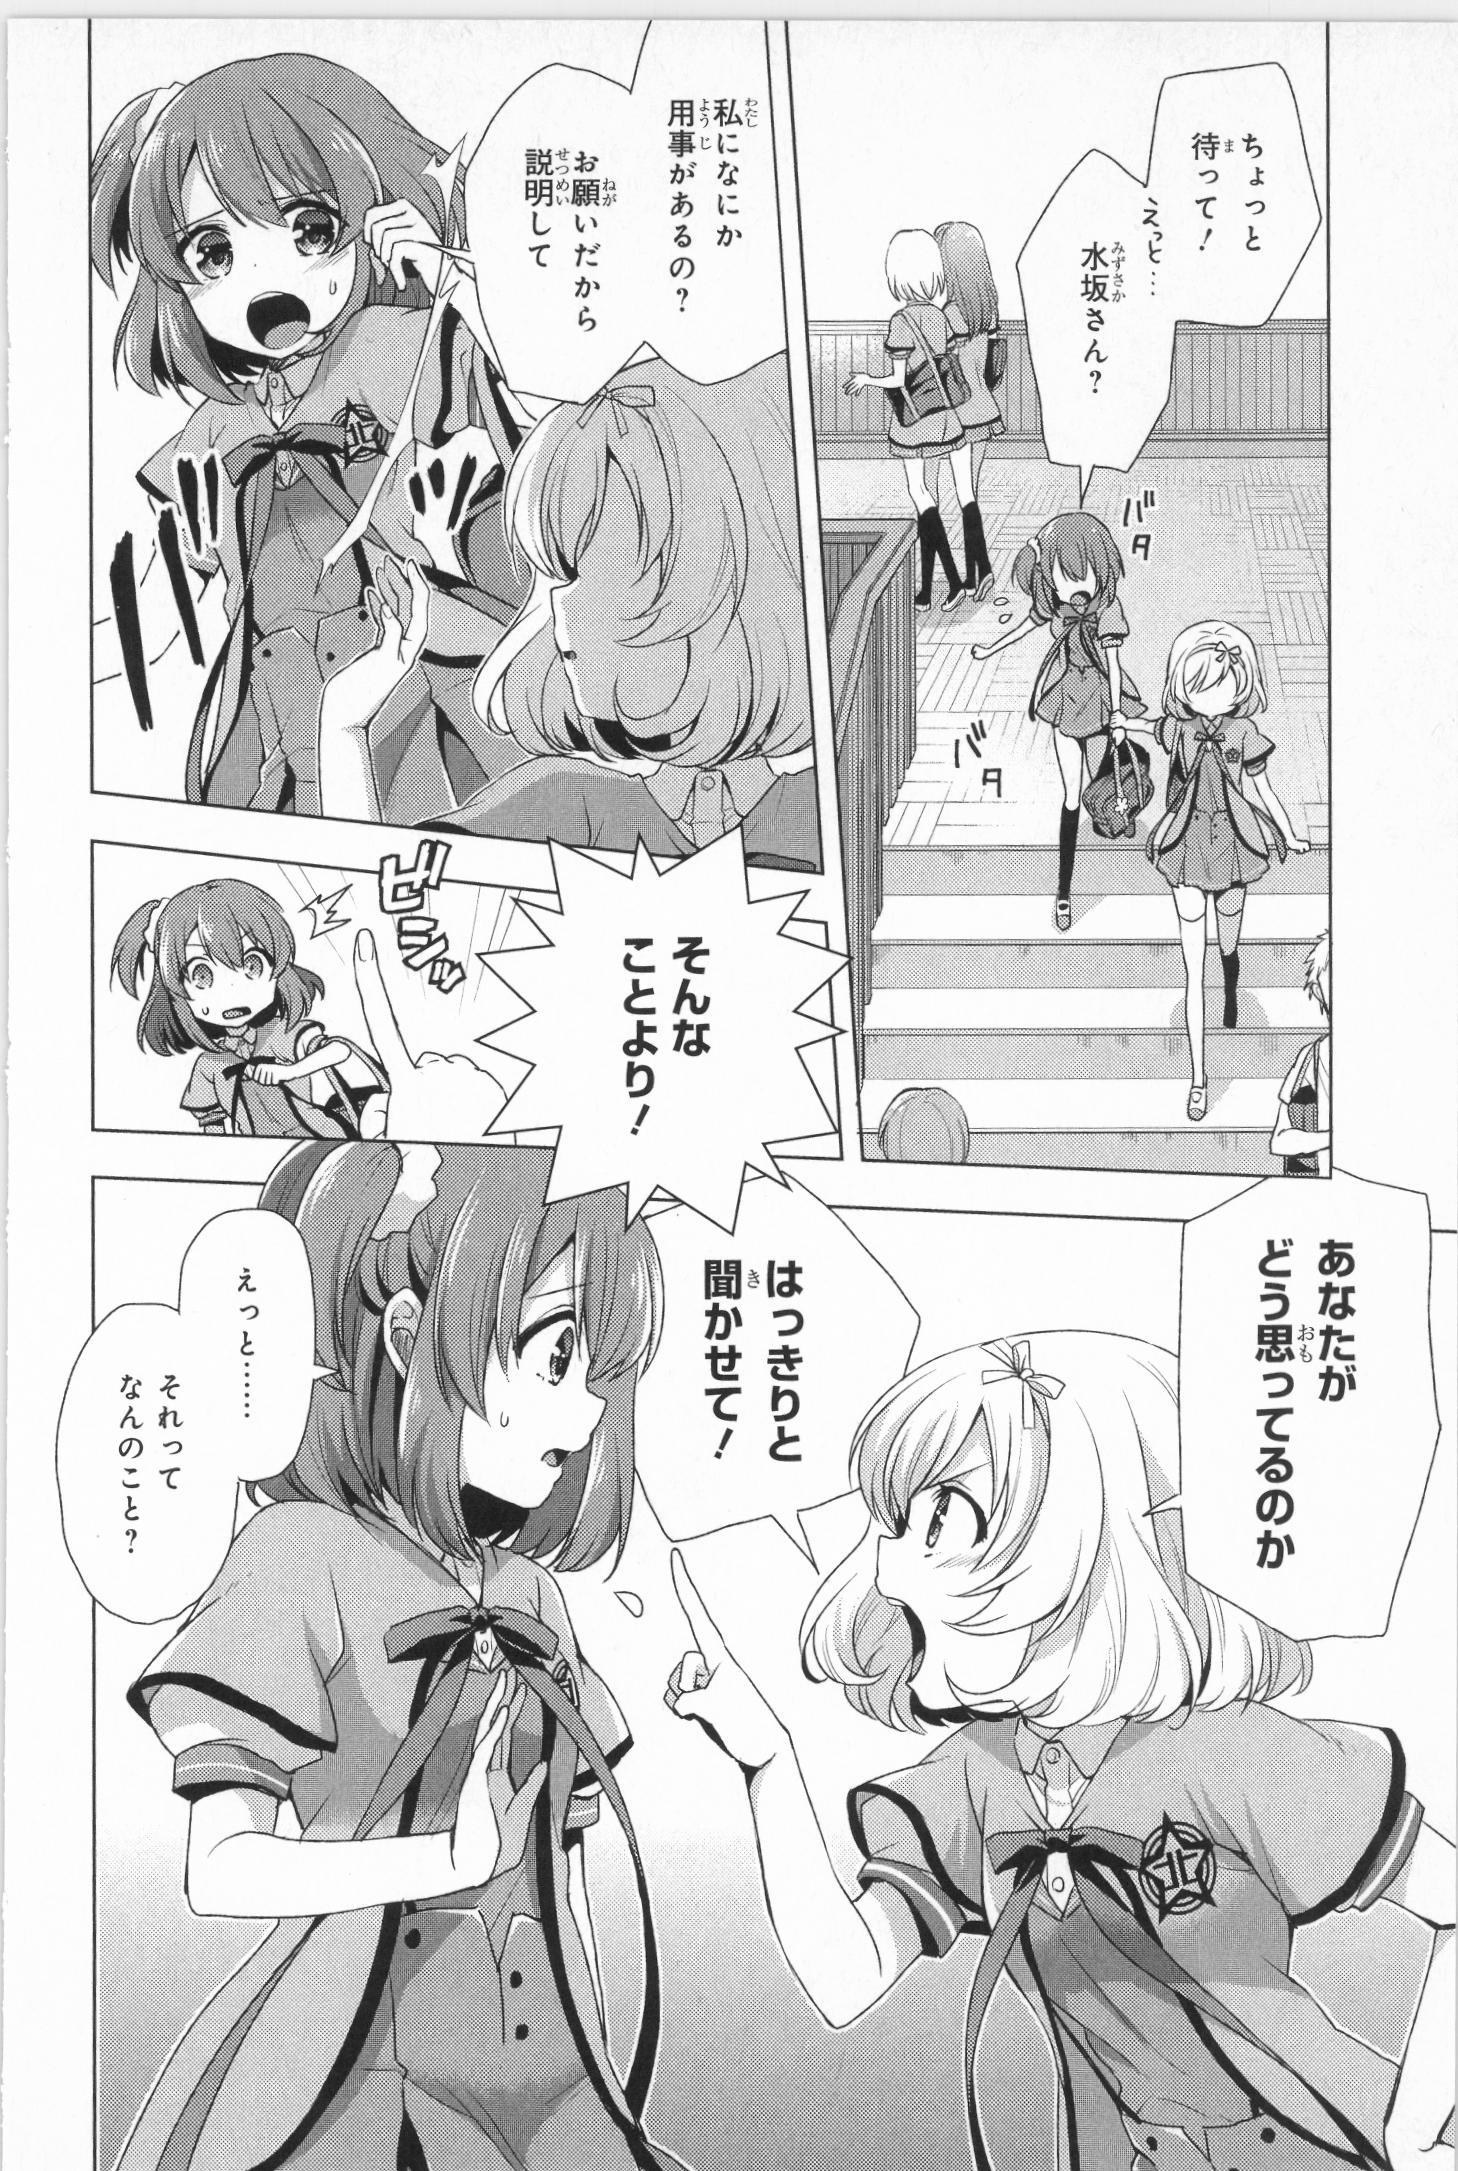 ちょっと
待って！
えっと…
水坂さん？
バタ
バタ
私になにか
用事があるの？
お願いだから
説明して
バッ
そんな
ことより！
ビシッ
あなたが
どう思ってるのか
はっきりと
聞かせて！
えっと……
それって
なんのこと？